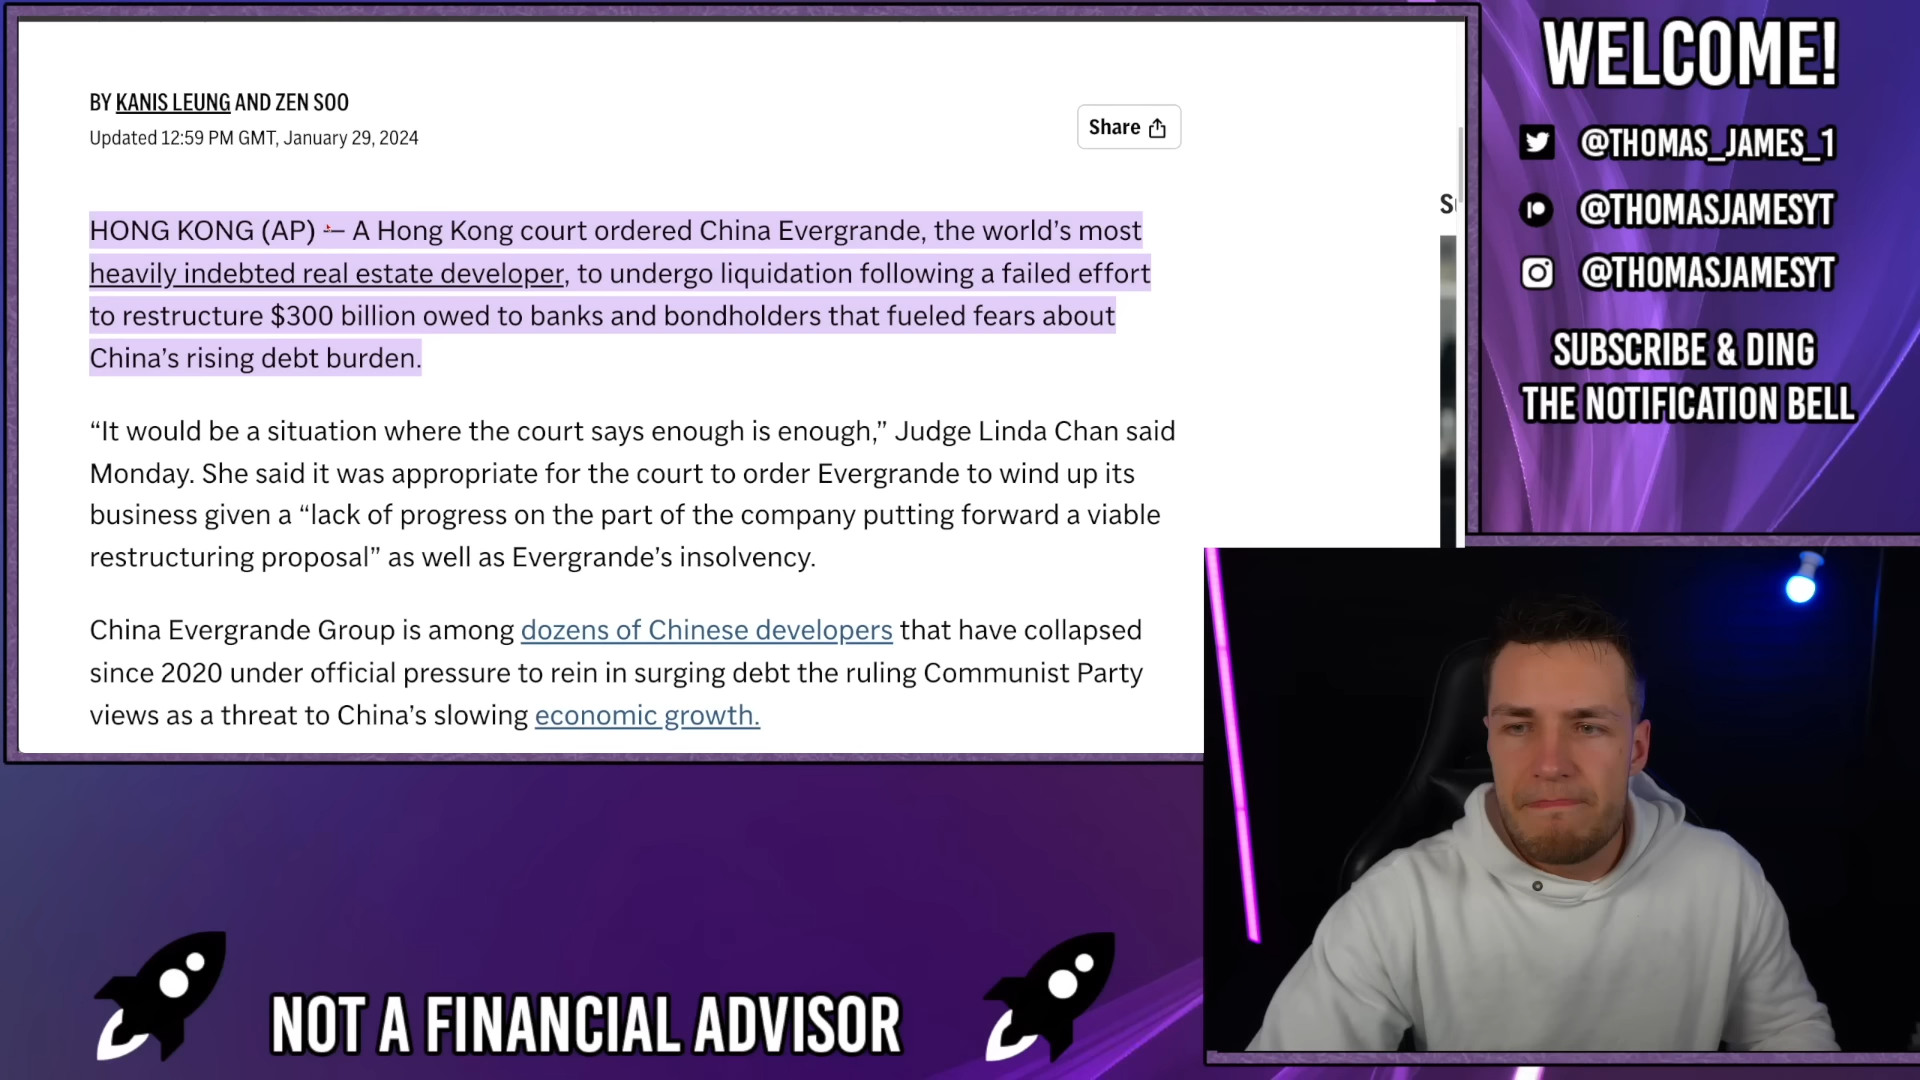 BY KANIS LEUNG AND ZEN SOO
Updated 12:59 PM GMT, January 29, 2024
Share
HONG KONG (AP) — A Hong Kong court ordered China Evergrande, the world’s most
heavily indebted real estate developer, to undergo liquidation following a failed effort
to restructure $300 billion owed to banks and bondholders that fueled fears about
China’s rising debt burden.
“It would be a situation where the court says enough is enough,” Judge Linda Chan said
Monday. She said it was appropriate for the court to order Evergrande to wind up its
business given a “lack of progress on the part of the company putting forward a viable
restructuring proposal” as well as Evergrande’s insolvency.
China Evergrande Group is among dozens of Chinese developers that have collapsed
since 2020 under official pressure to rein in surging debt the ruling Communist Party
views as a threat to China’s slowing economic growth.
WELCOME!
@THOMAS_JAMES_1
@THOMASJAMESYT
@THOMASJAMESYT
SUBSCRIBE & DING
THE NOTIFICATION BELL
NOT A FINANCIAL ADVISOR